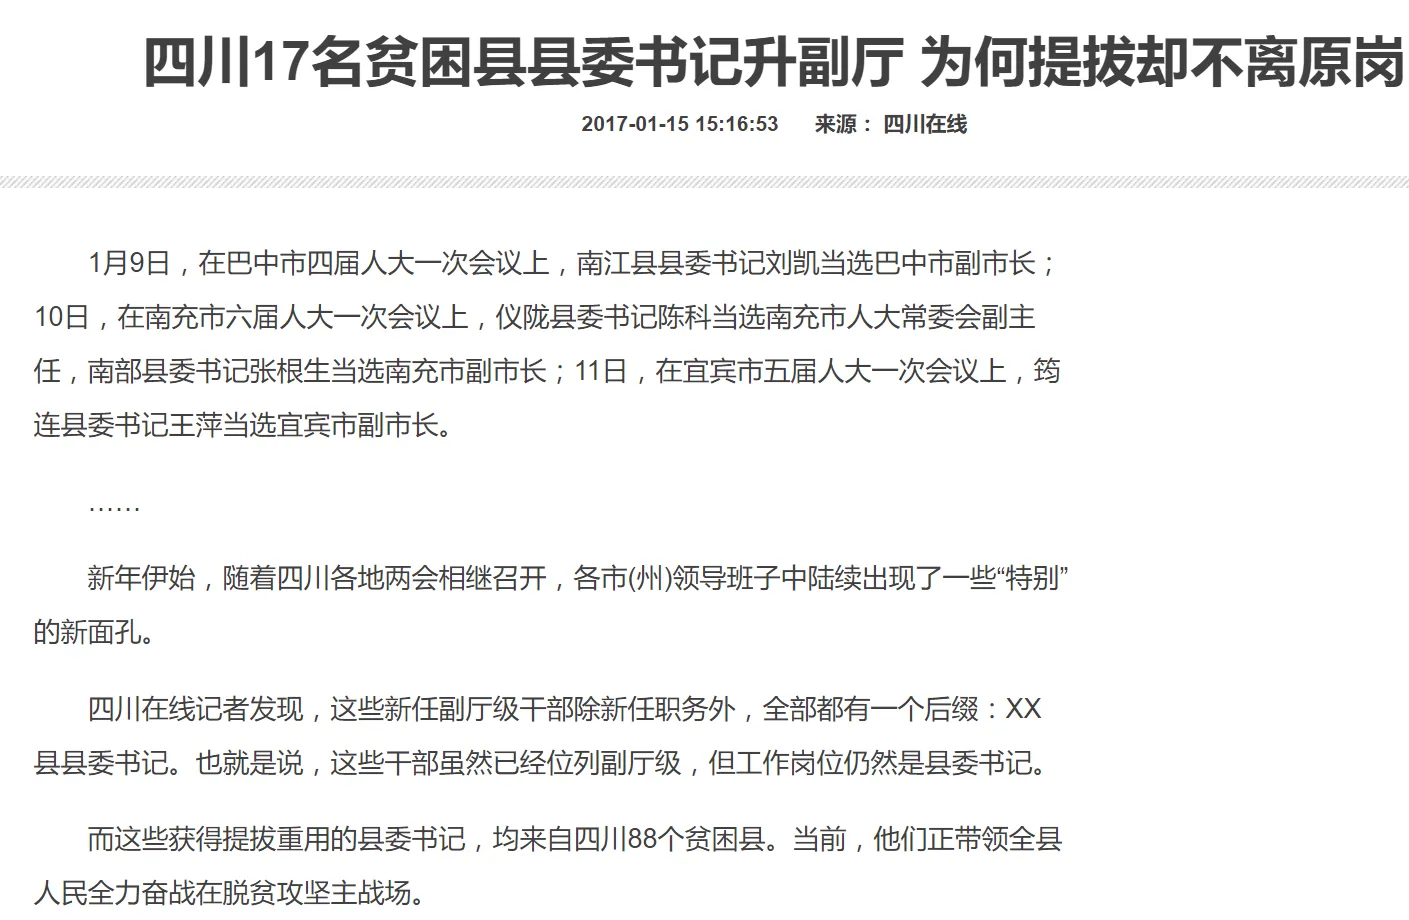 四川17名贫困县县委书记升副厅 为何提拔却不离原岗
2017-01-15 15:16:53 来源： 四川在线
1月9日，在巴中市四届人大一次会议上，南江县县委书记刘凯当选巴中市副市长；
10日，在南充市六届人大一次会议上，仪陇县委书记陈科当选南充市人大常委会副主
任，南部县委书记张根生当选南充市副市长；11日，在宜宾市五届人大一次会议上，筠
连县委书记王萍当选宜宾市副市长。
……
新年伊始，随着四川各地两会相继召开，各市(州)领导班子中陆续出现了一些“特别”
的新面孔。
四川在线记者发现，这些新任副厅级干部除新任职务外，全部都有一个后缀：XX
县县委书记。也就是说，这些干部虽然已经位列副厅级，但工作岗位仍然是县委书记。
而这些获得提拔重用的县委书记，均来自四川88个贫困县。当前，他们正带领全县
人民全力奋战在脱贫攻坚主战场。